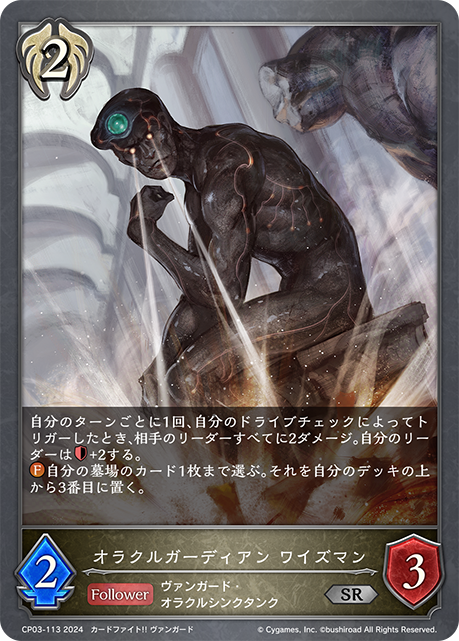 2
自分のターンごとに1回、自分のドライブチェックによってト
リガーしたとき、相手のリーダーすべてに2ダメージ。自分のリー
ダーは+2する。
F自分の墓場のカード1枚まで選ぶ。それを自分のデッキの上
から3番目に置く。
オラクルガーディアン ワイズマン
2
Follower
ヴァンガード・
オラクルシンクタンク
SR
3
CP03-113 2024 カードファイト!! ヴァンガード
© Cygames, Inc. ©bushiroad All Rights Reserved.